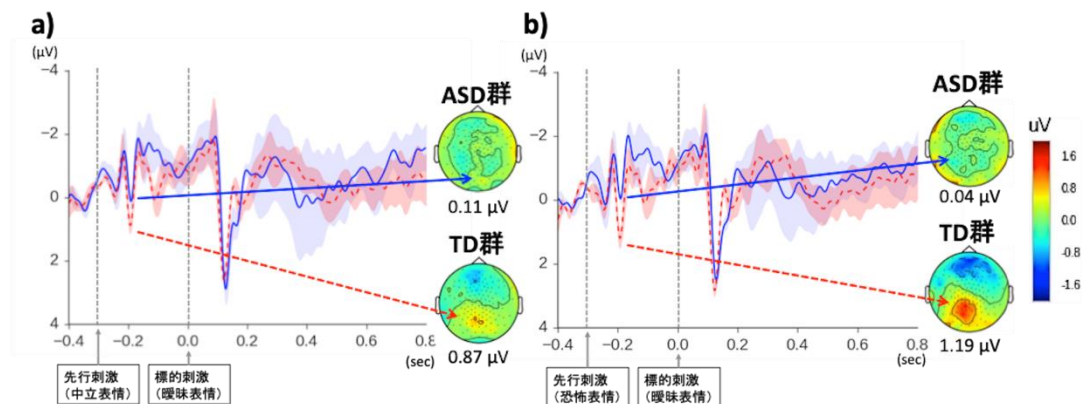 a)
(μV)
−4
−2
0
2
4
−0.4
−0.2
0.0
0.2
0.4
0.6
0.8
(sec)
ASD群
0.11 μV
TD群
0.87 μV
先行刺激
(中立表情)
標的刺激
(曖昧表情)
b)
(μV)
−4
−2
0
2
4
−0.4
−0.2
0.0
0.2
0.4
0.6
0.8
(sec)
ASD群
0.04 μV
TD群
1.19 μV
先行刺激
(恐怖表情)
標的刺激
(曖昧表情)
uV
1.6
0.8
0.0
-0.8
-1.6